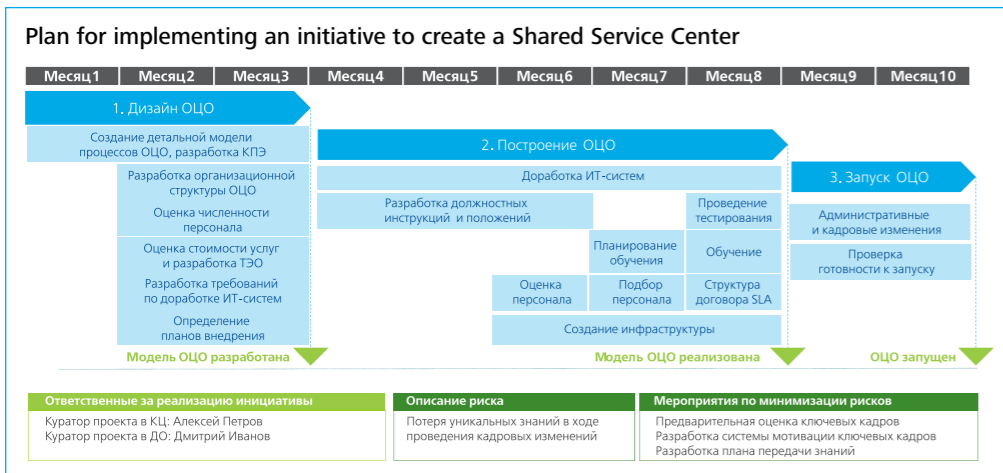 Plan for implementing an initiative to create a Shared Service Center
Месяц1 Месяц2 Месяц3 Месяц4 Месяц5 Месяц6 Месяц7 Месяц8 Месяц9 Месяц10
1. Дизайн ОЦО
Создание детальной модели
процессов ОЦО, разработка КПЭ
Разработка организационной
структуры ОЦО
Оценка численности
персонала
Оценка стоимости услуг
и разработка ТЭО
Разработка требований
по доработке ИТ-систем
Определение
планов внедрения
Модель ОЦО разработана
2. Построение ОЦО
Доработка ИТ-систем
Разработка должностных
инструкций и положений
Проведение
тестирования
Планирование
обучения
Обучение
Оценка
персонала
Подбор
персонала
Структура
договора SLA
Создание инфраструктуры
Модель ОЦО реализована
3. Запуск ОЦО
Административные
и кадровые изменения
Проверка
готовности к запуску
ОЦО запущен
Ответственные за реализацию инициативы
Куратор проекта в КЦ: Алексей Петров
Куратор проекта в ДО: Дмитрий Иванов
Описание риска
Потеря уникальных знаний в ходе
проведения кадровых изменений
Мероприятия по минимизации рисков
Предварительная оценка ключевых кадров
Разработка системы мотивации ключевых кадров
Разработка плана передачи знаний